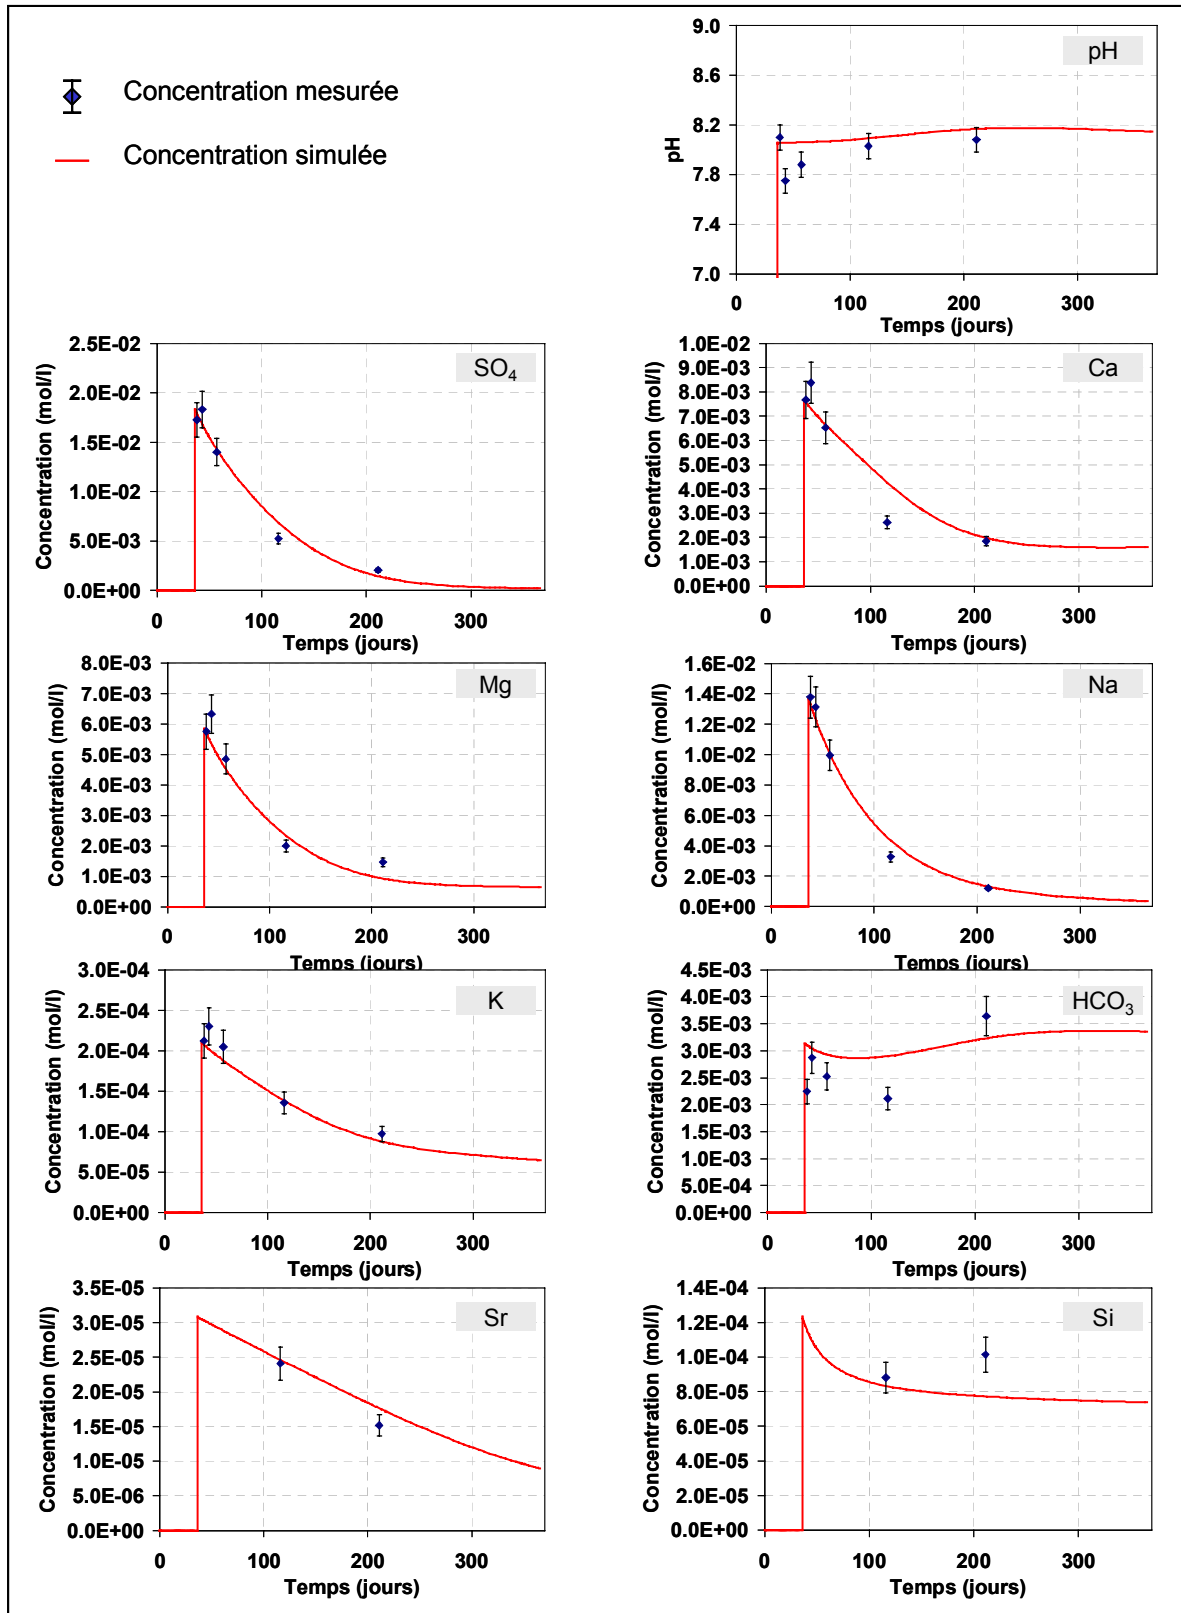 Concentration mesurée
Concentration simulée
pH
9.0
8.6
8.2
7.8
7.4
7.0
pH
0 100 200 300
Temps (jours)
SO4
2.5E-02
2.0E-02
1.5E-02
1.0E-02
5.0E-03
0.0E+00
Concentration (mol/l)
0 100 200 300
Temps (jours)
Ca
1.0E-02
9.0E-03
8.0E-03
7.0E-03
6.0E-03
5.0E-03
4.0E-03
3.0E-03
2.0E-03
1.0E-03
0.0E+00
Concentration (mol/l)
0 100 200 300
Temps (jours)
Mg
8.0E-03
7.0E-03
6.0E-03
5.0E-03
4.0E-03
3.0E-03
2.0E-03
1.0E-03
0.0E+00
Concentration (mol/l)
0 100 200 300
Temps (jours)
Na
1.6E-02
1.4E-02
1.2E-02
1.0E-02
8.0E-03
6.0E-03
4.0E-03
2.0E-03
0.0E+00
Concentration (mol/l)
0 100 200 300
Temps (jours)
K
3.0E-04
2.5E-04
2.0E-04
1.5E-04
1.0E-04
5.0E-05
0.0E+00
Concentration (mol/l)
0 100 200 300
Temps (jours)
HCO3
4.5E-03
4.0E-03
3.5E-03
3.0E-03
2.5E-03
2.0E-03
1.5E-03
1.0E-03
5.0E-04
0.0E+00
Concentration (mol/l)
0 100 200 300
Temps (jours)
Sr
3.5E-05
3.0E-05
2.5E-05
2.0E-05
1.5E-05
1.0E-05
5.0E-06
0.0E+00
Concentration (mol/l)
0 100 200 300
Temps (jours)
Si
1.4E-04
1.2E-04
1.0E-04
8.0E-05
6.0E-05
4.0E-05
2.0E-05
0.0E+00
Concentration (mol/l)
0 100 200 300
Temps (jours)